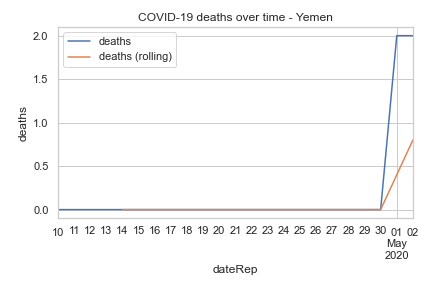 COVID-19 deaths over time - Yemen
deaths
deaths (rolling)
2.0
1.5
1.0
0.5
0.0
deaths
10 11 12 13 14 15 16 17 18 19 20 21 22 23 24 25 26 27 28 29 30 01 02
May
2020
dateRep